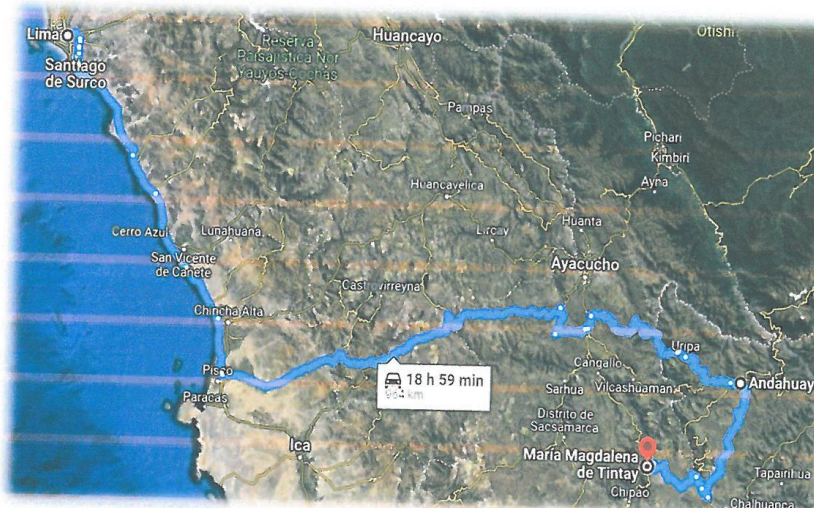 Lima
Huancayo
Otishi
Reserva
Paisajística Nor
Yauyos-Cochas
Santiago
de Surco
Pampas
Pichari
Kimbiri
Huancavelica
Ayna
Cerro Azul
Lunahuaná
Lircay
Huanta
San Vicente
de Cañete
Ayacucho
Castrovirreyna
Chincha Alta
Uripa
Pisco
Cangallo
18 h 59 min
km
Andahuay
Paracas
Sarhua
Vilcashuamán
Distrito de
Sacsamarca
Ica
María Magdalena
de Tintay
Tapairihua
Chipao
Chalhuanca